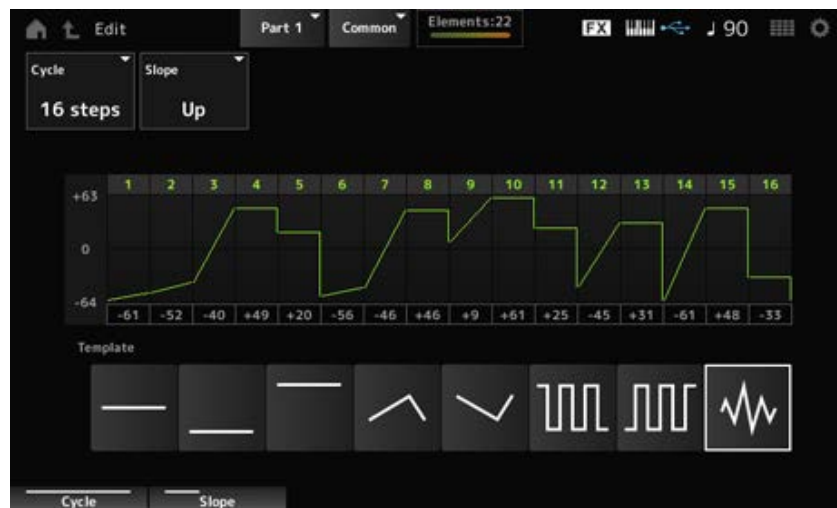 Edit
Part 1
Common
Elements:22
FX
♩ 90
Cycle
16 steps
Slope
Up
1 2 3 4 5 6 7 8 9 10 11 12 13 14 15 16
+63
0
-64
-61 -52 -40 +49 +20 -56 -46 +46 +9 +61 +25 -45 +31 -61 +48 -33
Template
Cycle
Slope